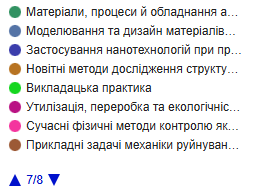 Матеріали, процеси й обладнання а...
Моделювання та дизайн матеріалів...
Застосування нанотехнологій при пр...
Новітні методи дослідження структу...
Викладацька практика
Утилізація, переробка та екологічніс...
Сучасні фізичні методи контролю як...
Прикладні задачі механіки руйнуван...
7/8